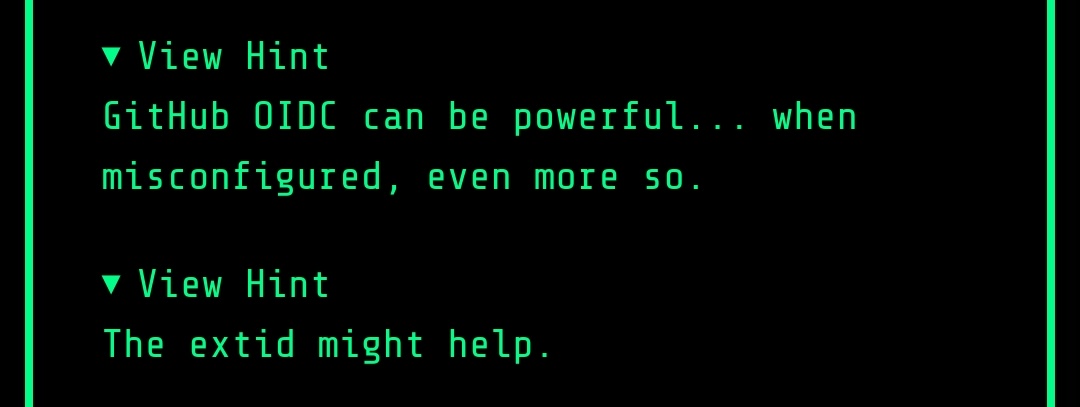 ▼ View Hint
GitHub OIDC can be powerful... when
misconfigured, even more so.
▼ View Hint
The extid might help.